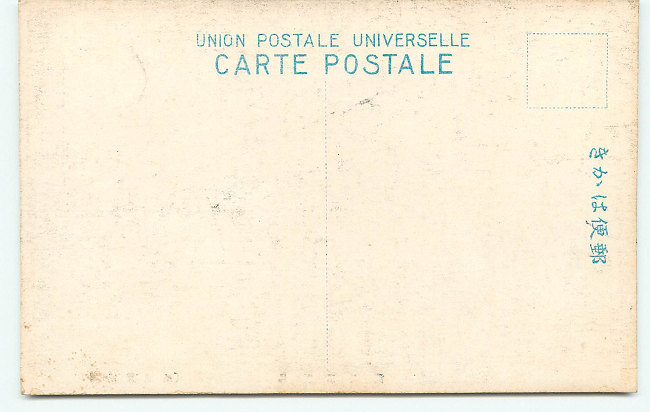 UNION POSTALE UNIVERSELLE
CARTE POSTALE
郵便はかき